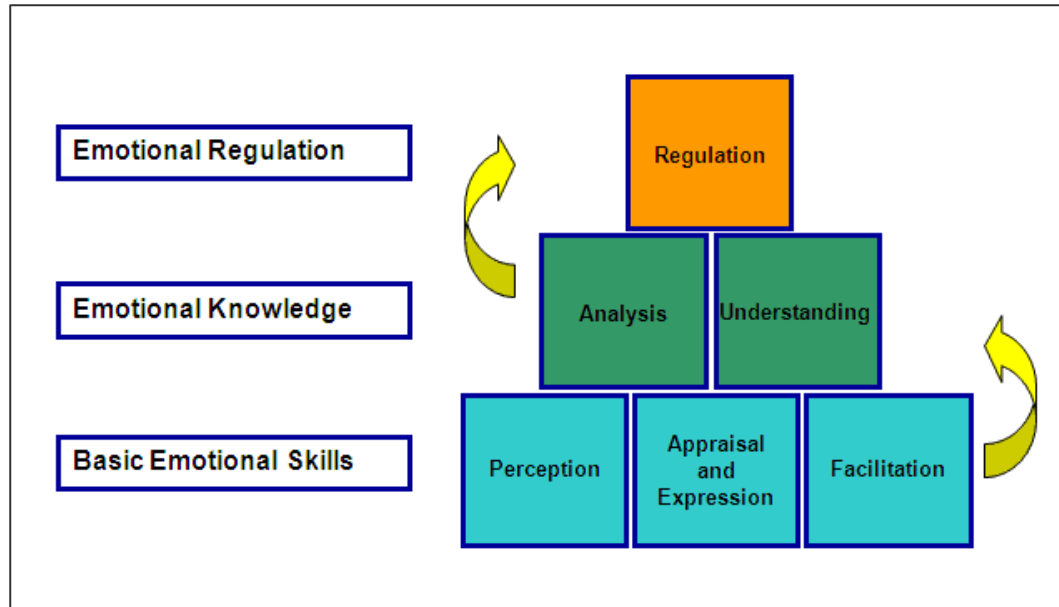 Emotional Regulation
Regulation
Emotional Knowledge
Analysis
Understanding
Basic Emotional Skills
Perception
Appraisal
and
Expression
Facilitation